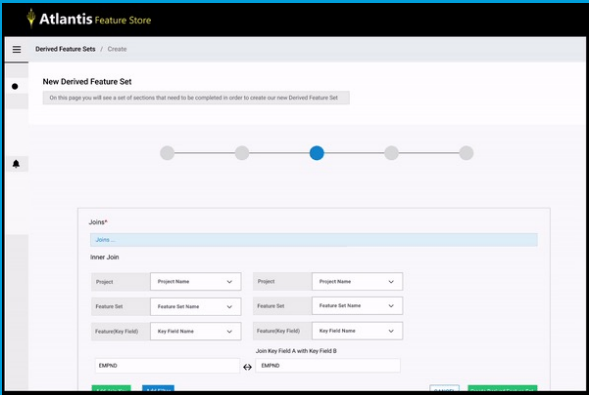 Atlantis Feature Store
Derived Feature Sets / Create
New Derived Feature Set
On this page you will see a set of sections that need to be completed in order to create our new Derived Feature Set
Joins*
Joins ...
Inner Join
Project Project Name Project Project Name
Feature Set Feature Set Name Feature Set Feature Set Name
Feature(Key Field) Key Field Name Feature(Key Field) Key Field Name
Join Key Field A with Key Field B
EMPND EMPND
CANCEL